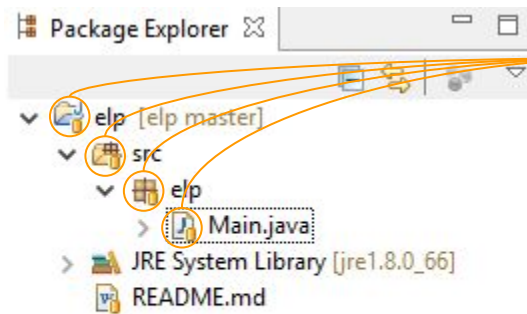 Package Explorer
elp [elp master]
src
elp
Main.java
JRE System Library [jre1.8.0_66]
README.md